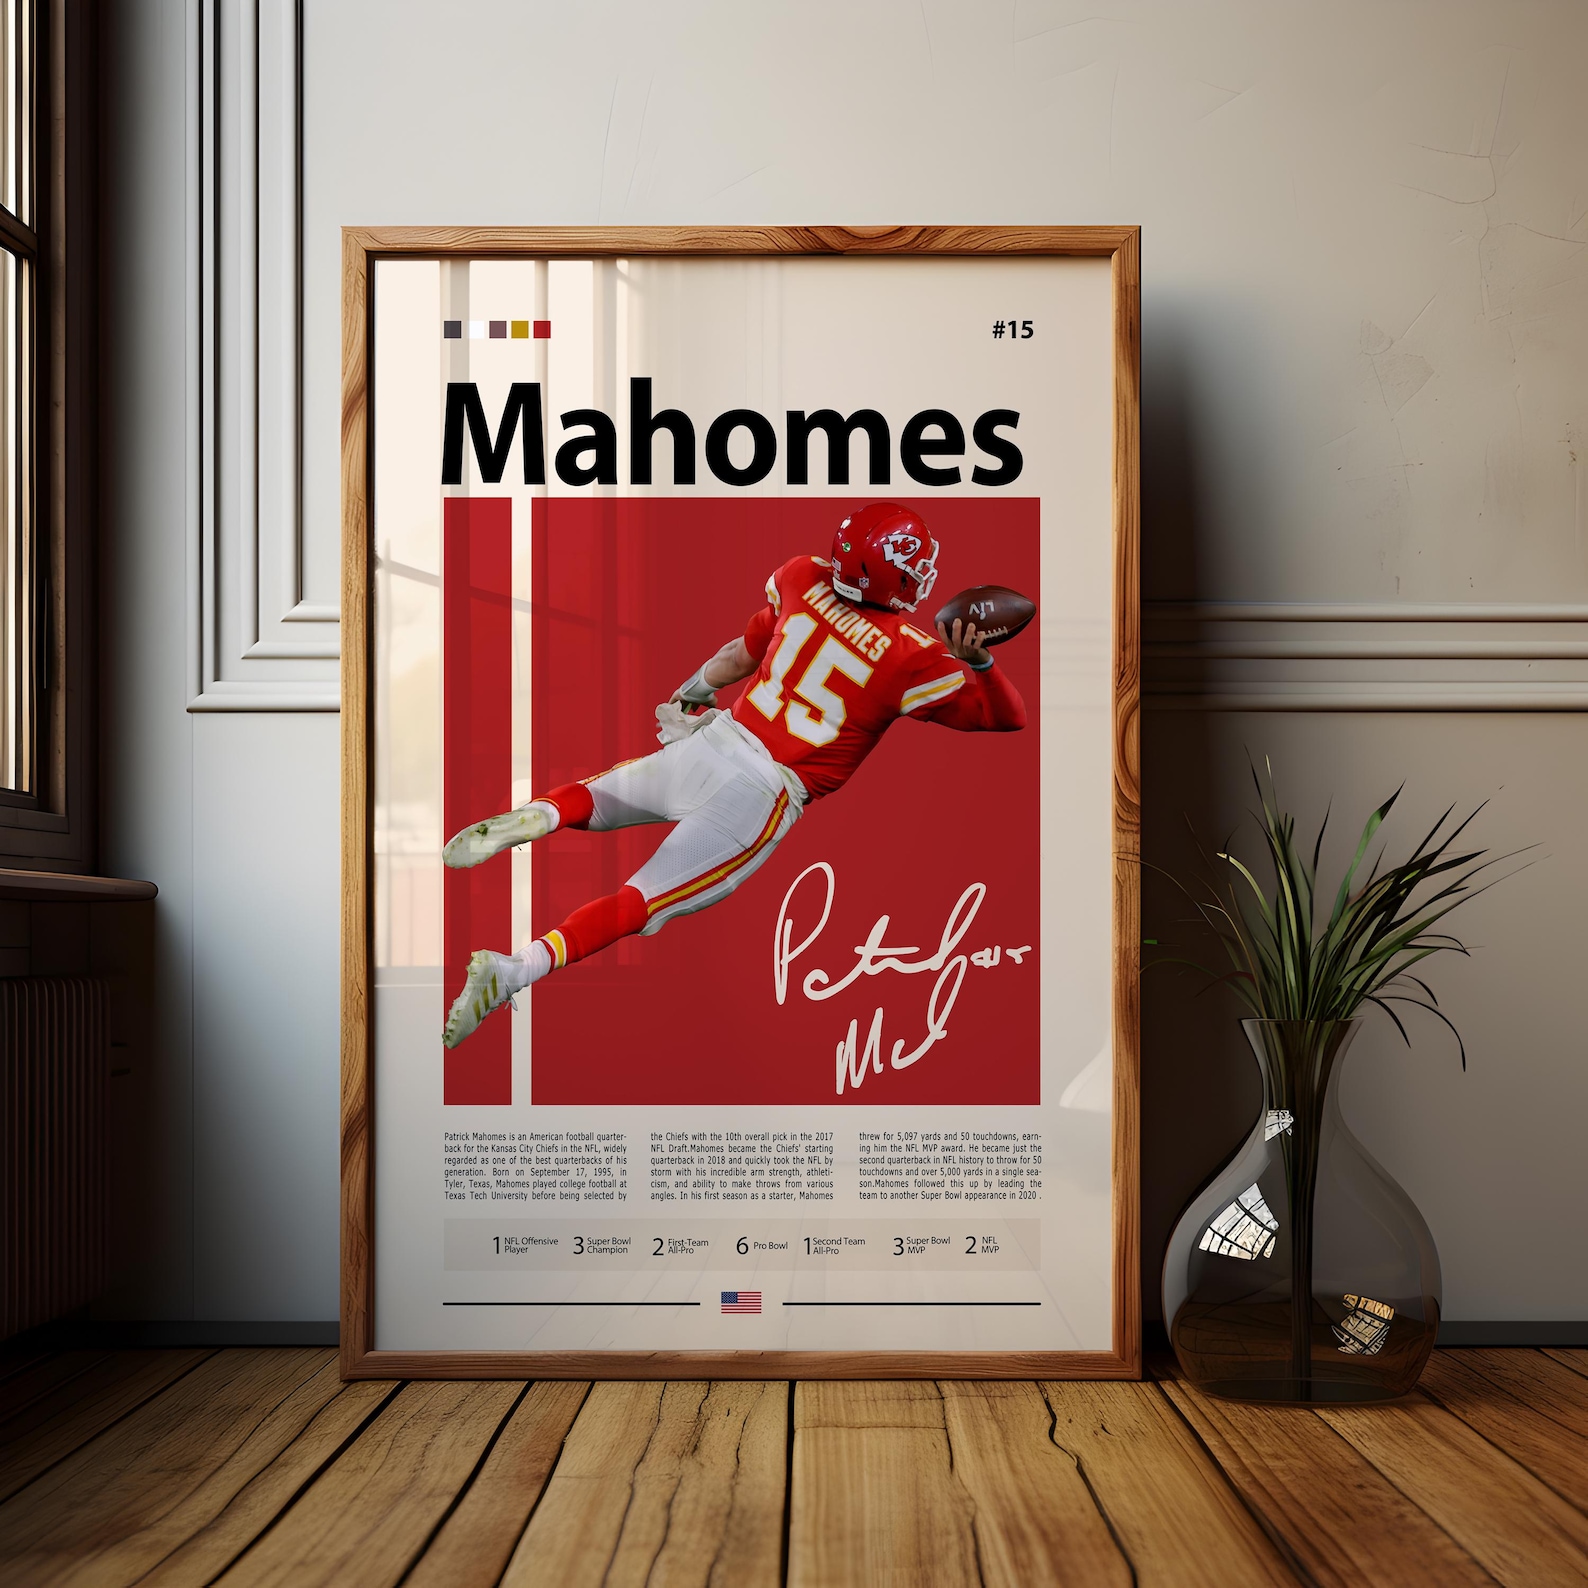 #15
Mahomes
MAHOMES
15
LIV
Patrick #15
Patrick Mahomes is an American football quarter-
back for the Kansas City Chiefs in the NFL, widely
regarded as one of the best quarterbacks of his
generation. Born on September 17, 1995, in
Tyler, Texas, Mahomes played college football at
Texas Tech University before being selected by
the Chiefs with the 10th overall pick in the 2017
NFL Draft.Mahomes became the Chiefs' starting
quarterback in 2018 and quickly took the NFL by
storm with his incredible arm strength, athleti-
cism, and ability to make throws from various
angles. In his first season as a starter, Mahomes
threw for 5,097 yards and 50 touchdowns, earn-
ing him the NFL MVP award. He became just the
second quarterback in NFL history to throw for 50
touchdowns and over 5,000 yards in a single sea-
son.Mahomes followed this up by leading the
team to another Super Bowl appearance in 2020 .
1 NFL Offensive
Player
3 Super Bowl
Champion
2 First-Team
All-Pro
6 Pro Bowl
1 Second Team
All-Pro
3 Super Bowl
MVP
2 NFL
MVP